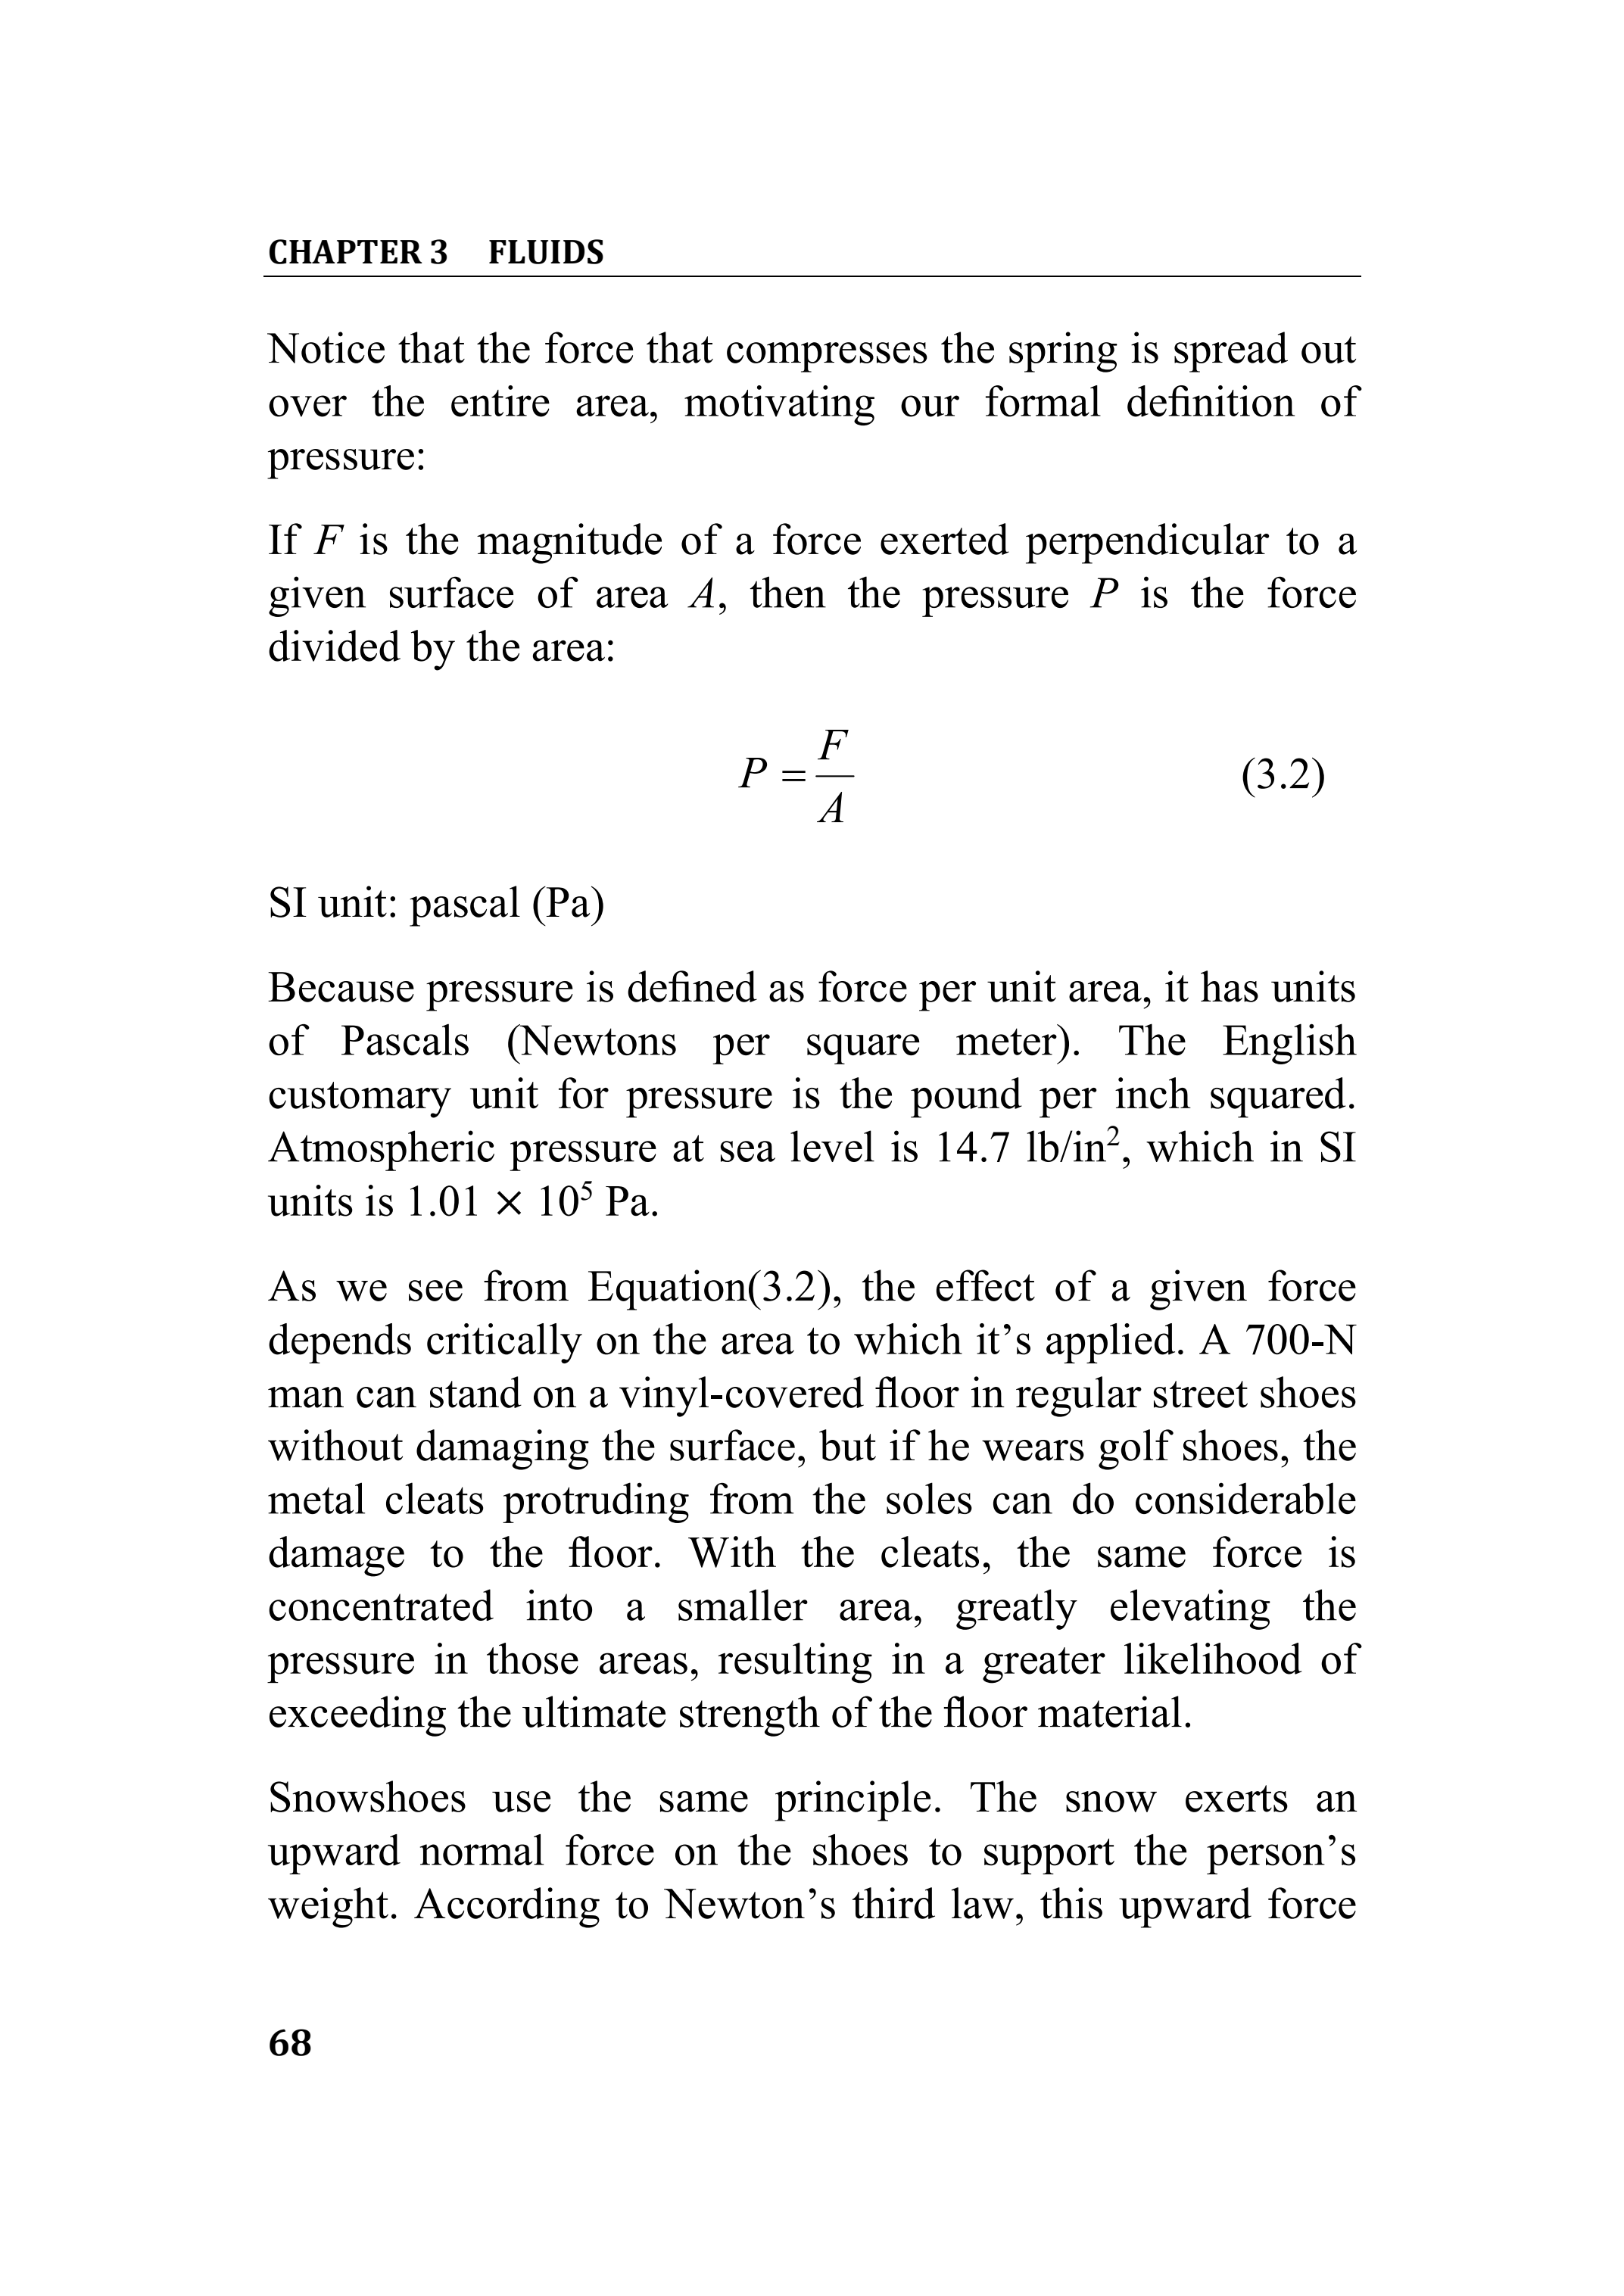 CHAPTER 3 FLUIDS
Notice that the force that compresses the spring is spread out
over the entire area, motivating our formal definition of
pressure:
If F is the magnitude of a force exerted perpendicular to a
given surface of area A, then the pressure P is the force
divided by the area:
P = F/A (3.2)
SI unit: pascal (Pa)
Because pressure is defined as force per unit area, it has units
of Pascals (Newtons per square meter). The English
customary unit for pressure is the pound per inch squared.
Atmospheric pressure at sea level is 14.7 lb/in², which in SI
units is 1.01 × 10⁵ Pa.
As we see from Equation(3.2), the effect of a given force
depends critically on the area to which it’s applied. A 700-N
man can stand on a vinyl-covered floor in regular street shoes
without damaging the surface, but if he wears golf shoes, the
metal cleats protruding from the soles can do considerable
damage to the floor. With the cleats, the same force is
concentrated into a smaller area, greatly elevating the
pressure in those areas, resulting in a greater likelihood of
exceeding the ultimate strength of the floor material.
Snowshoes use the same principle. The snow exerts an
upward normal force on the shoes to support the person’s
weight. According to Newton’s third law, this upward force
68